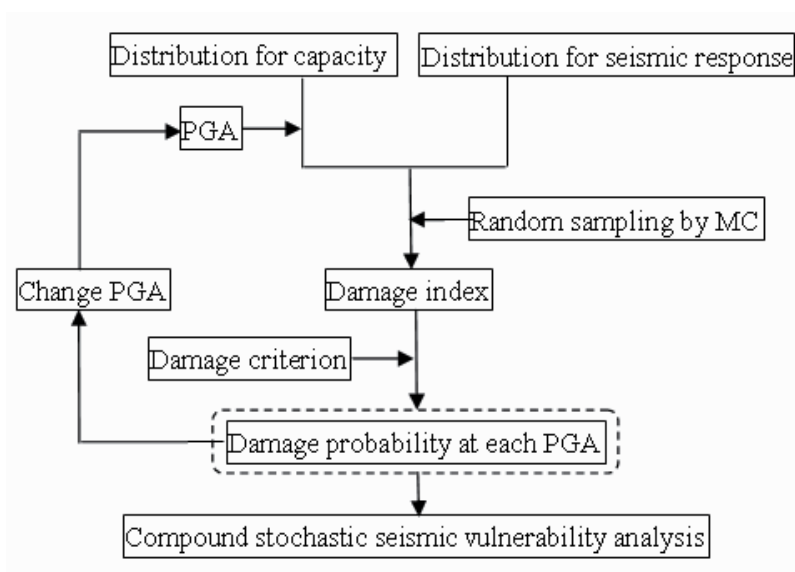 Distribution for capacity
Distribution for seismic response
PGA
Random sampling by MC
Change PGA
Damage index
Damage criterion
Damage probability at each PGA
Compound stochastic seismic vulnerability analysis